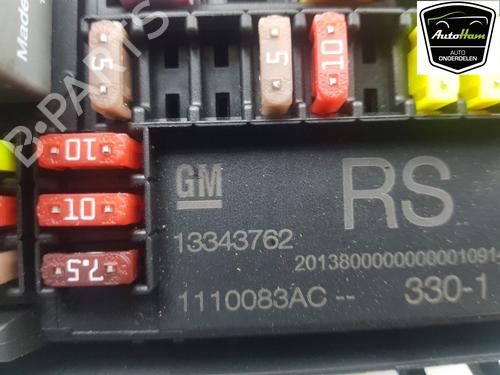 Made
AutoHam
AUTO
ONDERDELEN
7.5
5
10
B-PARTS
10
10
7.5
GM
RS
13343762
2013800000000001091
1110083AC --
330-1